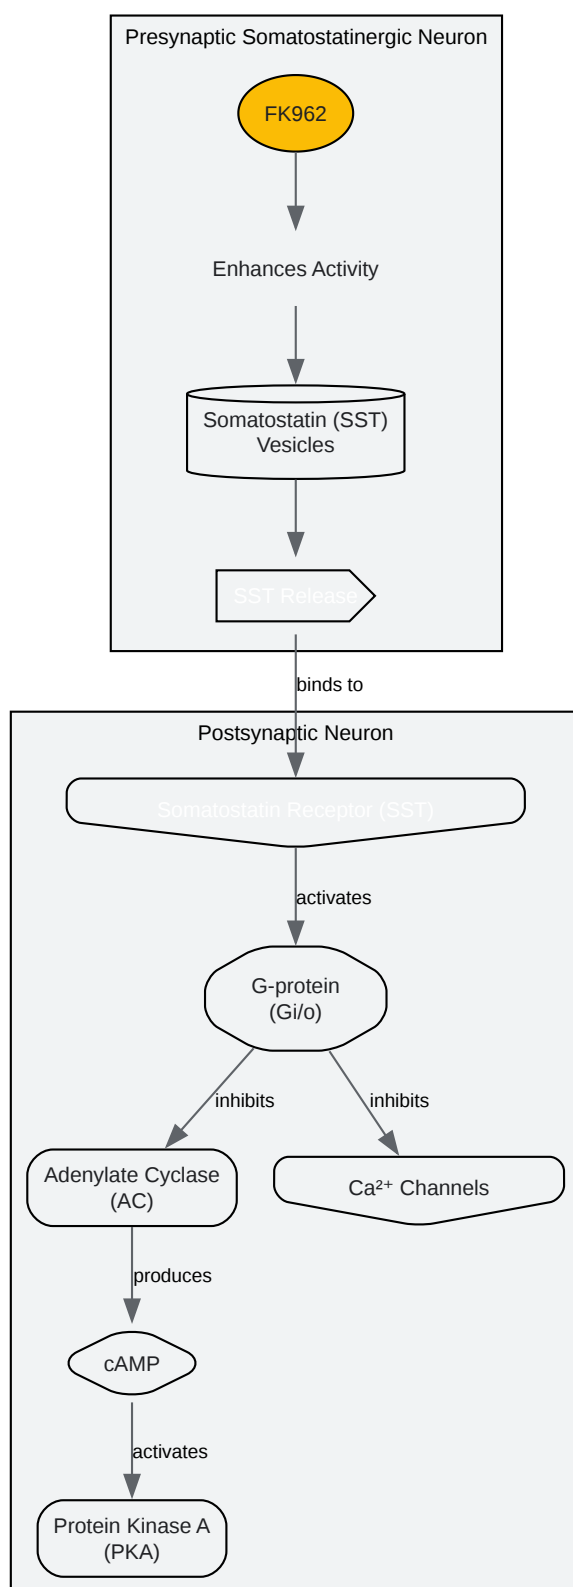 Presynaptic Somatostatinergic Neuron
FK962
Enhances Activity
Somatostatin (SST)
Vesicles
SST Release
binds to
Postsynaptic Neuron
Somatostatin Receptor (SST)
activates
G-protein
(Gi/o)
inhibits
inhibits
Adenylate Cyclase
(AC)
Ca²⁺ Channels
produces
cAMP
activates
Protein Kinase A
(PKA)